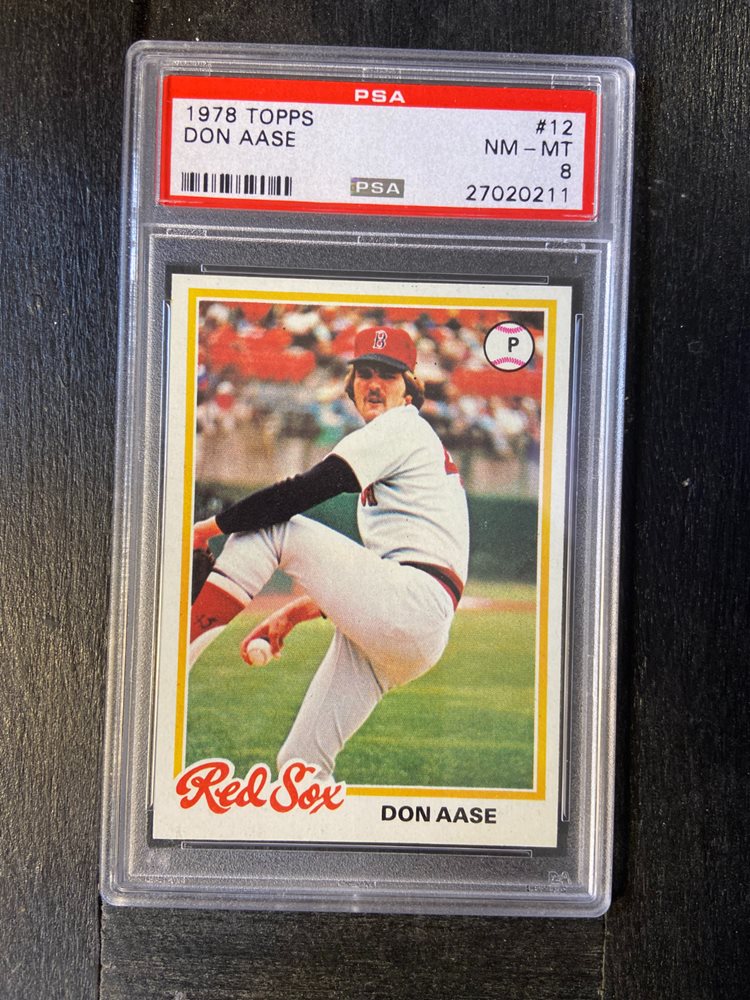 PSA
1978 TOPPS #12
DON AASE NM – MT
8
PSA 27020211
B
P
Red Sox
DON AASE